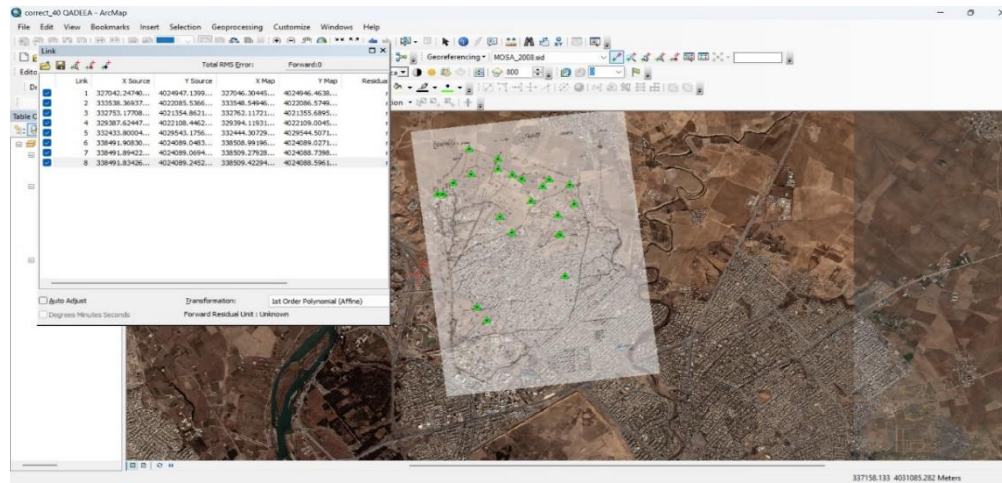 correct_40 QADEEA - ArcMap
File Edit View Bookmarks Insert Selection Geoprocessing Customize Windows Help
Link
Georeferencing MOSA_2008.sid
Total RMS Error: Forward:0
Edito
800
Link X Source Y Source X Map Y Map Residual
1 327042.24740... 4024947.1399... 327046.30445... 4024946.4638...
2 333538.36937... 4022085.5366... 333548.54946... 4022086.5749...
3 332753.17708... 4021354.8621... 332762.11721... 4021355.6895...
4 329387.62447... 4022108.4462... 329394.11931... 4022109.0045...
5 332433.80004... 4029543.1756... 332444.30729... 4029544.5071...
6 338491.90830... 4024089.0483... 338508.99196... 4024089.0271...
7 338491.89422... 4024089.0694... 338509.27928... 4024088.7398...
8 338491.83426... 4024089.2452... 338509.42294... 4024088.5961...
Table C
Auto Adjust
Transformation: 1st Order Polynomial (Affine)
Degrees Minutes Seconds
Forward Residual Unit : Unknown
337158.133 4031085.282 Meters